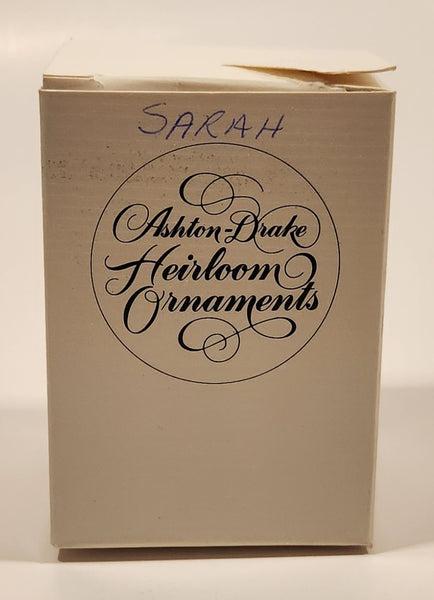 SARAH
Ashton-Drake
Heirloom
Ornaments